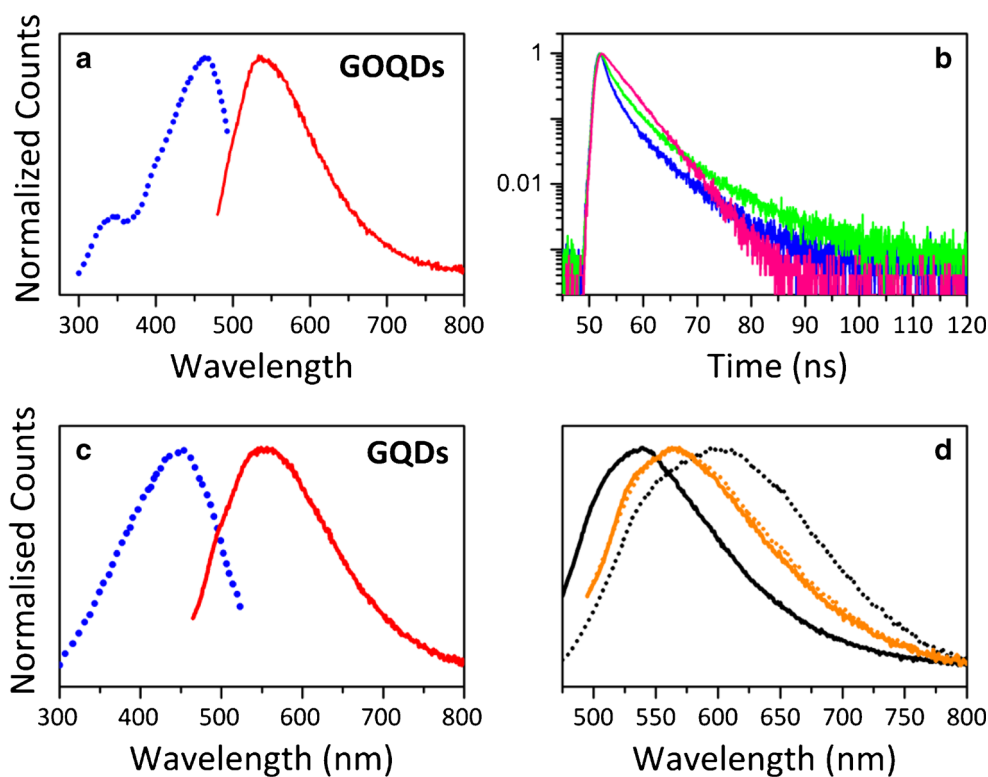 a
GOQDs
Normalized Counts
300 400 500 600 700 800
Wavelength
b
1
0.01
50 60 70 80 90 100 110 120
Time (ns)
c
GQDs
Normalised Counts
300 400 500 600 700 800
Wavelength (nm)
d
500 550 600 650 700 750 800
Wavelength (nm)